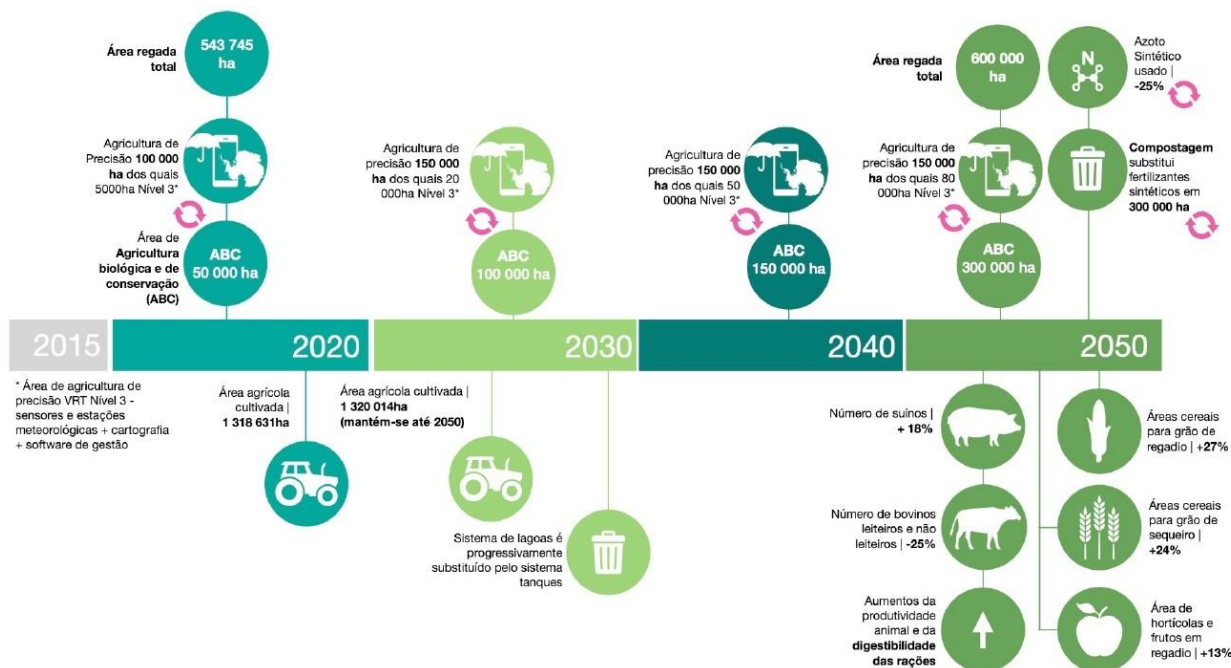 Área regada
total
543 745
ha
Agricultura de
Precisão 100 000
ha dos quais
5000ha Nível 3*
Área de
Agricultura
biológica e de
conservação
(ABC)
ABC
50 000 ha
Agricultura de
precisão 150 000
ha dos quais 20
000ha Nível 3*
ABC
100 000 ha
Agricultura de
precisão 150 000
ha dos quais 50
000ha Nível 3*
ABC
150 000 ha
Área regada
total
600 000
ha
Agricultura de
precisão 150 000
ha dos quais 80
000ha Nível 3*
ABC
300 000 ha
N
Azoto
Sintético
usado |
-25%
Compostagem
substitui
fertilizantes
sintéticos em
300 000 ha
2015
2020
2030
2040
2050
* Área de agricultura de
precisão VRT Nível 3 -
sensores e estações
meteorológicas + cartografia
+ software de gestão
Área agrícola
cultivada |
1 318 631ha
Área agrícola cultivada |
1 320 014ha
(mantém-se até 2050)
Sistema de lagoas é
progressivamente
substituído pelo sistema
tanques
Número de suínos |
+ 18%
Número de bovinos
leiteiros e não
leiteiros | -25%
Aumentos da
produtividade
animal e da
digestibilidade
das rações
Áreas cereais
para grão de
regadio | +27%
Áreas cereais
para grão de
sequeiro |
+24%
Área de
hortícolas e
frutos em
regadio | +13%